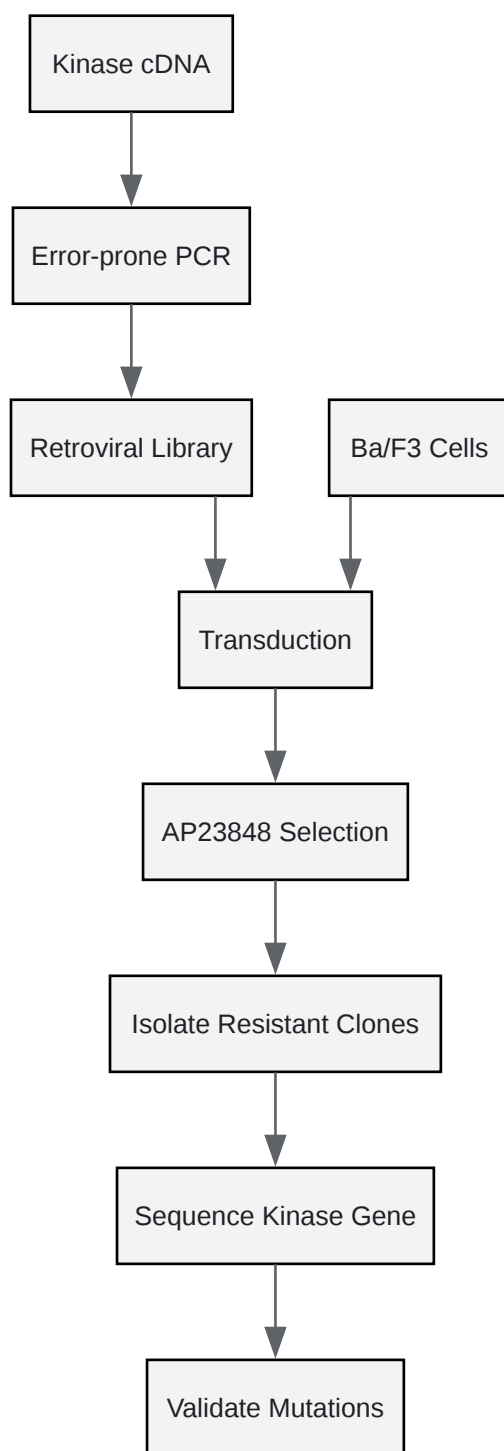 Kinase cDNA
Error-prone PCR
Retroviral Library
Ba/F3 Cells
Transduction
AP23848 Selection
Isolate Resistant Clones
Sequence Kinase Gene
Validate Mutations